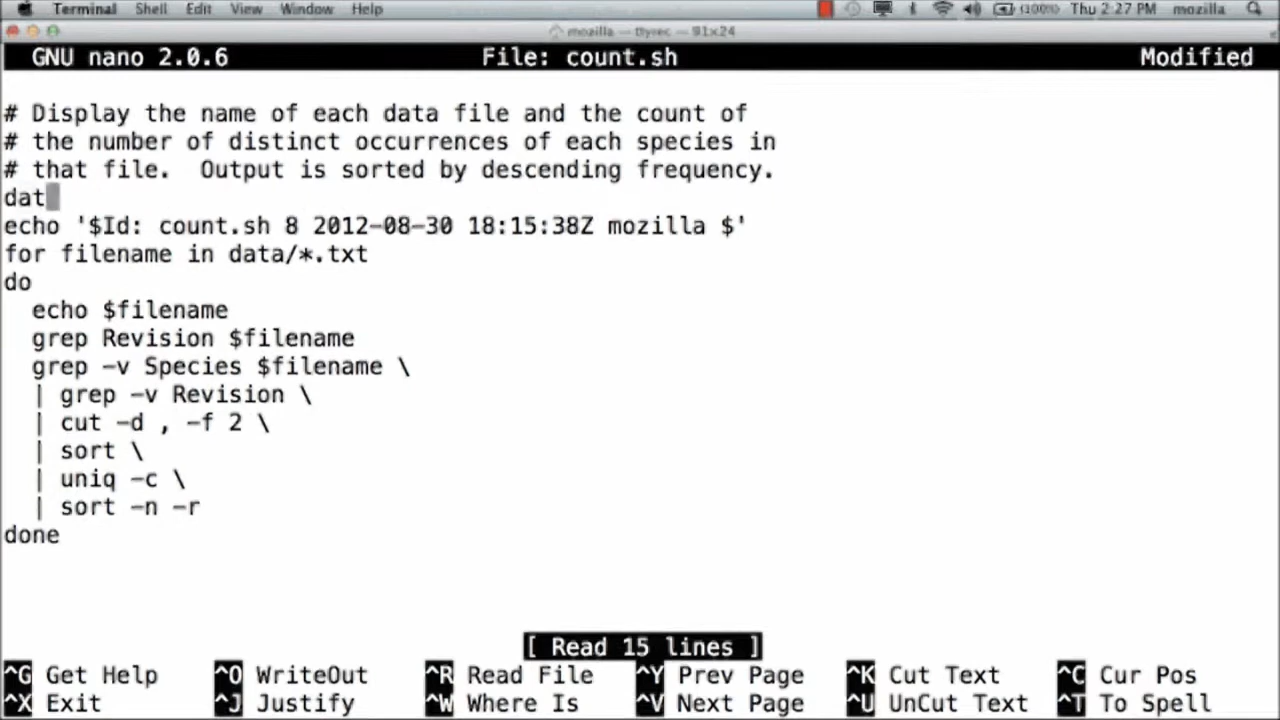 Terminal Shell Edit View Window Help (100%) Thu 2:27 PM mozilla
mozilla — ttyrec — 91x24
GNU nano 2.0.6 File: count.sh Modified
# Display the name of each data file and the count of
# the number of distinct occurrences of each species in
# that file.  Output is sorted by descending frequency.
dat
echo '$Id: count.sh 8 2012-08-30 18:15:38Z mozilla $'
for filename in data/*.txt
do
  echo $filename
  grep Revision $filename
  grep -v Species $filename \
  | grep -v Revision \
  | cut -d , -f 2 \
  | sort \
  | uniq -c \
  | sort -n -r
done
[ Read 15 lines ]
^G Get Help ^O WriteOut ^R Read File ^Y Prev Page ^K Cut Text ^C Cur Pos
^X Exit ^J Justify ^W Where Is ^V Next Page ^U UnCut Text ^T To Spell